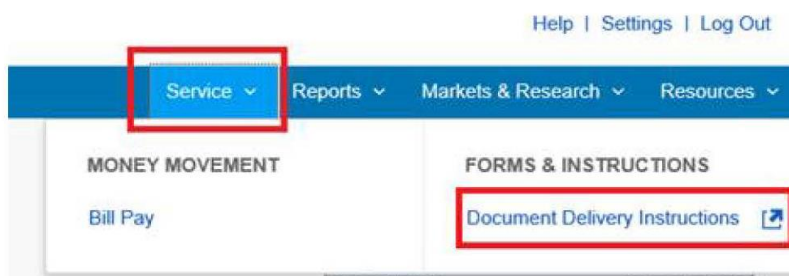 Help | Settings | Log Out
Service Reports Markets & Research Resources
MONEY MOVEMENT FORMS & INSTRUCTIONS
Bill Pay Document Delivery Instructions